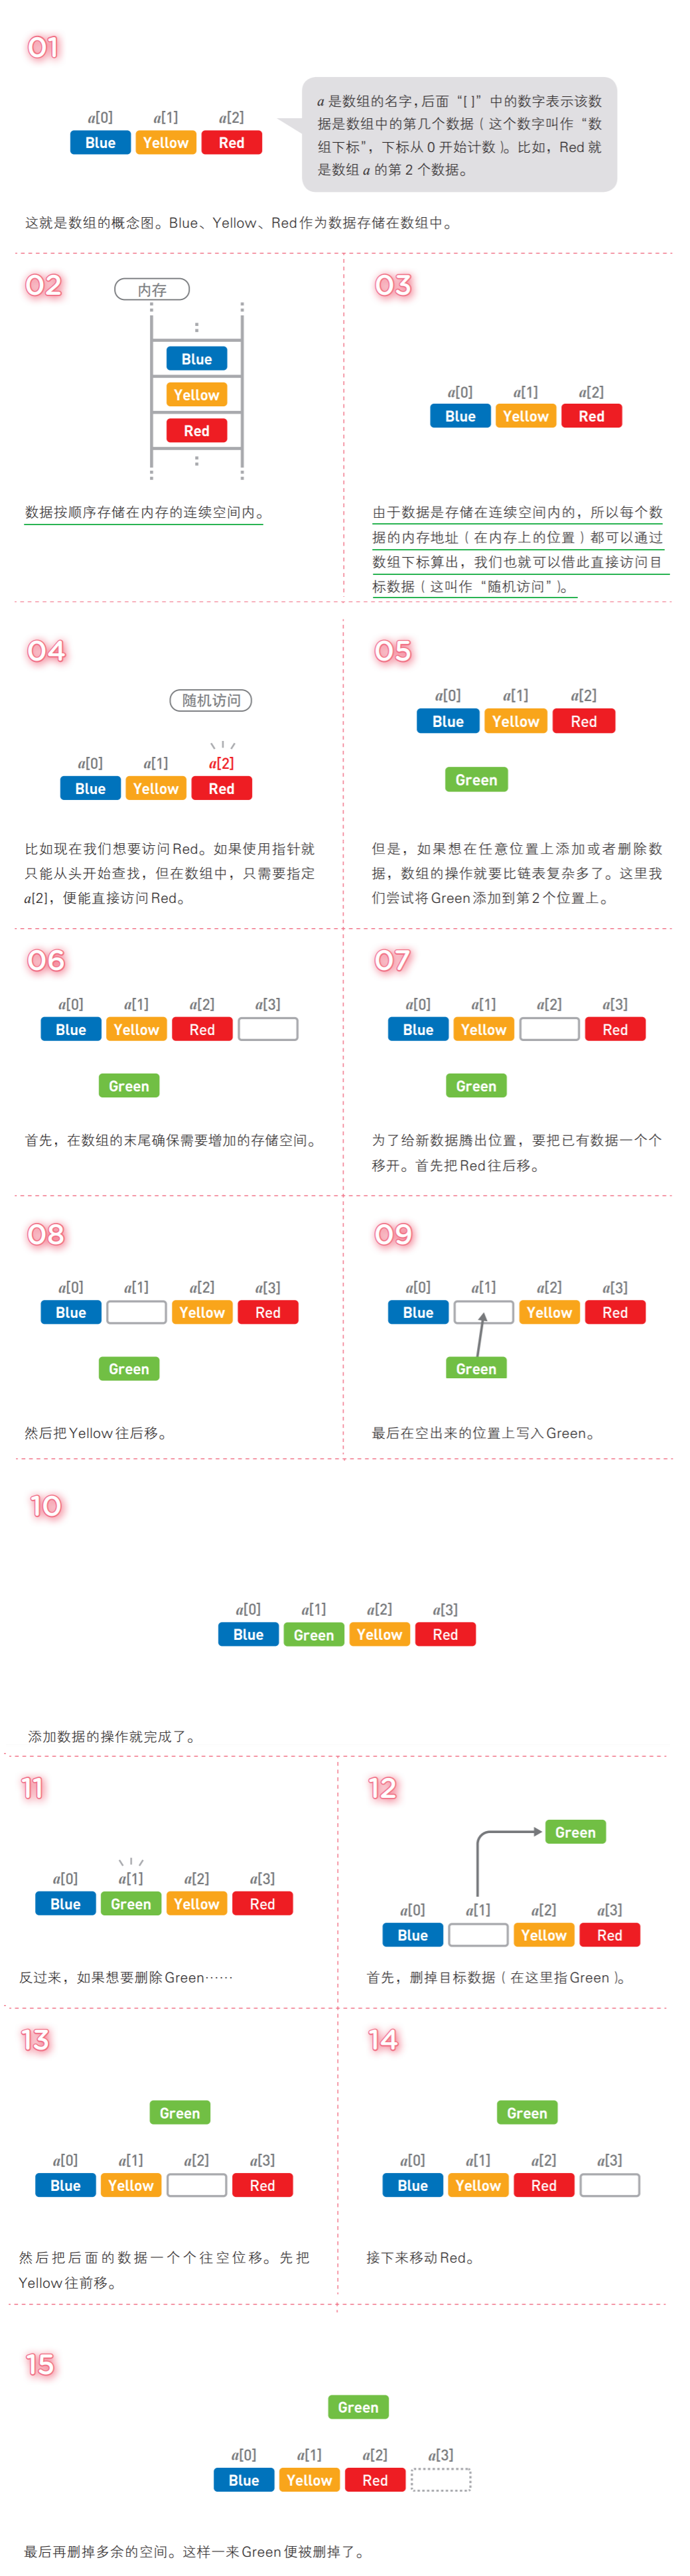 01
a[0] a[1] a[2]
Blue Yellow Red
a 是数组的名字，后面“[ ]”中的数字表示该数
据是数组中的第几个数据（这个数字叫作“数
组下标”，下标从 0 开始计数）。比如，Red 就
是数组 a 的第 2 个数据。
这就是数组的概念图。Blue、Yellow、Red作为数据存储在数组中。
02
内存
Blue
Yellow
Red
数据按顺序存储在内存的连续空间内。
03
a[0] a[1] a[2]
Blue Yellow Red
由于数据是存储在连续空间内的，所以每个数
据的内存地址（在内存上的位置）都可以通过
数组下标算出，我们也就可以借此直接访问目
标数据（这叫作“随机访问”）。
04
随机访问
a[0] a[1] a[2]
Blue Yellow Red
比如现在我们想要访问Red。如果使用指针就
只能从头开始查找，但在数组中，只需要指定
a[2]，便能直接访问Red。
05
a[0] a[1] a[2]
Blue Yellow Red
Green
但是，如果想在任意位置上添加或者删除数
据，数组的操作就要比链表复杂多了。这里我
们尝试将Green添加到第2个位置上。
06
a[0] a[1] a[2] a[3]
Blue Yellow Red
Green
首先，在数组的末尾确保需要增加的存储空间。
07
a[0] a[1] a[2] a[3]
Blue Yellow Red
Green
为了给新数据腾出位置，要把已有数据一个个
移开。首先把Red往后移。
08
a[0] a[1] a[2] a[3]
Blue Yellow Red
Green
然后把Yellow往后移。
09
a[0] a[1] a[2] a[3]
Blue Yellow Red
Green
最后在空出来的位置上写入Green。
10
a[0] a[1] a[2] a[3]
Blue Green Yellow Red
添加数据的操作就完成了。
11
a[0] a[1] a[2] a[3]
Blue Green Yellow Red
反过来，如果想要删除Green……
12
Green
a[0] a[1] a[2] a[3]
Blue Yellow Red
首先，删掉目标数据（在这里指Green）。
13
Green
a[0] a[1] a[2] a[3]
Blue Yellow Red
然后把后面的数据一个个往空位移。先把
Yellow往前移。
14
Green
a[0] a[1] a[2] a[3]
Blue Yellow Red
接下来移动Red。
15
Green
a[0] a[1] a[2] a[3]
Blue Yellow Red
最后再删掉多余的空间。这样一来Green便被删掉了。